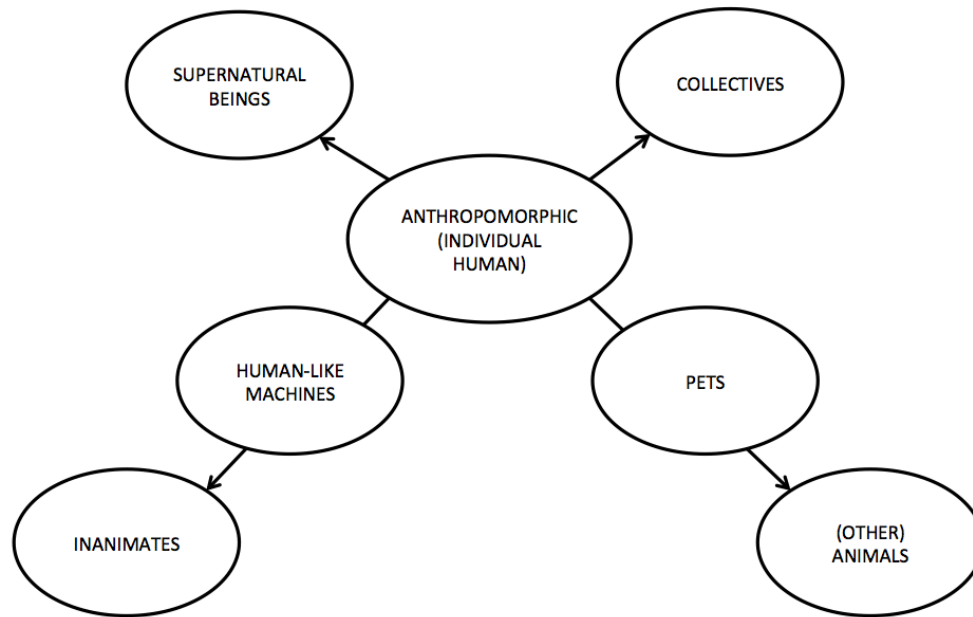 SUPERNATURAL
BEINGS
COLLECTIVES
ANTHROPOMORPHIC
(INDIVIDUAL
HUMAN)
HUMAN-LIKE
MACHINES
PETS
INANIMATES
(OTHER)
ANIMALS